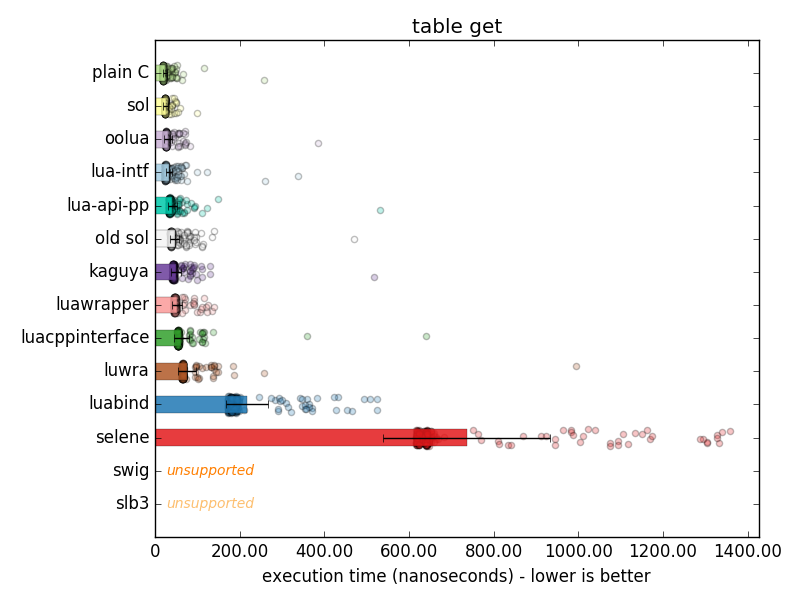 table get
plain C
sol
oolua
lua-intf
lua-api-pp
old sol
kaguya
luawrapper
luacppinterface
luwra
luabind
selene
swig unsupported
slb3 unsupported
0 200.00 400.00 600.00 800.00 1000.00 1200.00 1400.00
execution time (nanoseconds) - lower is better